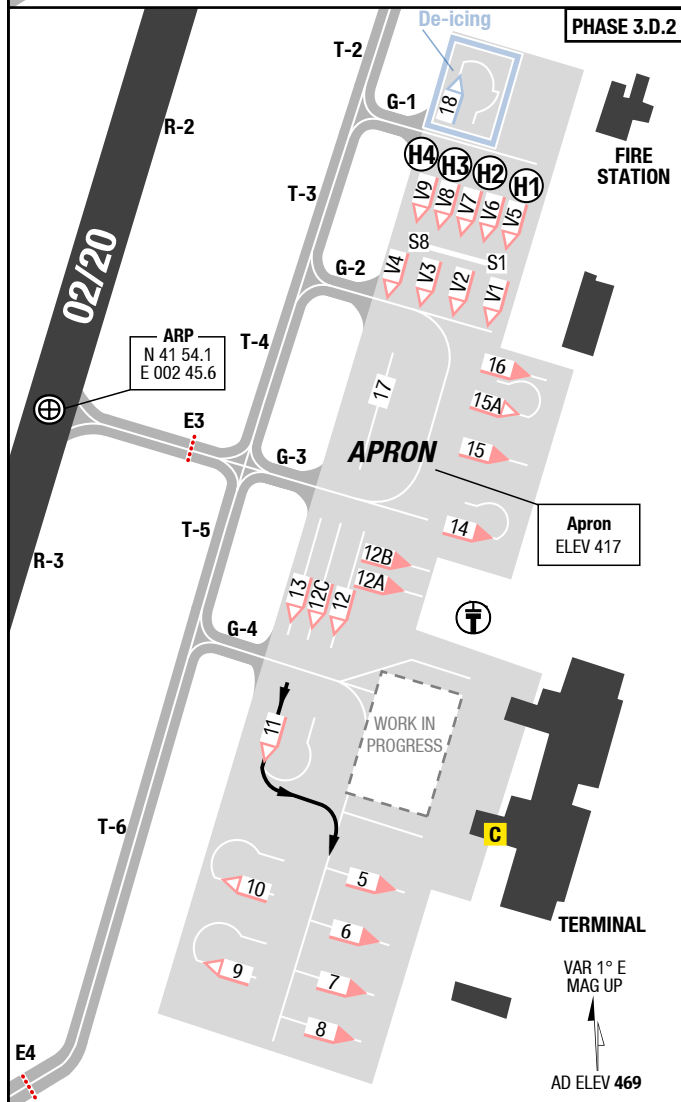 De-icing
PHASE 3.D.2
T-2
G-1
18
R-2
FIRE
STATION
H4
H3
H2
H1
V9
V8
V7
V6
V5
T-3
S8
S1
G-2
V4
V3
V2
V1
02/20
ARP
N 41 54.1
E 002 45.6
T-4
17
16
15A
15
E3
G-3
APRON
14
Apron
ELEV 417
T-5
R-3
12B
12A
13
12C
12
G-4
11
WORK IN
PROGRESS
T-6
C
5
10
6
TERMINAL
9
7
8
VAR 1° E
MAG UP
E4
AD ELEV 469